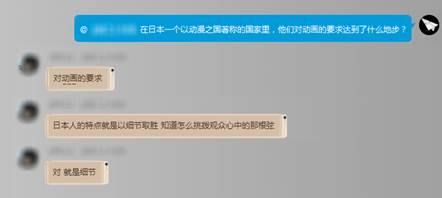 @ 在日本一个以动漫之国著称的国家里，他们对动画的要求达到了什么地步？
对动画的要求
日本人的特点就是以细节取胜 知道怎么挑拨观众心中的那根弦
对 就是细节